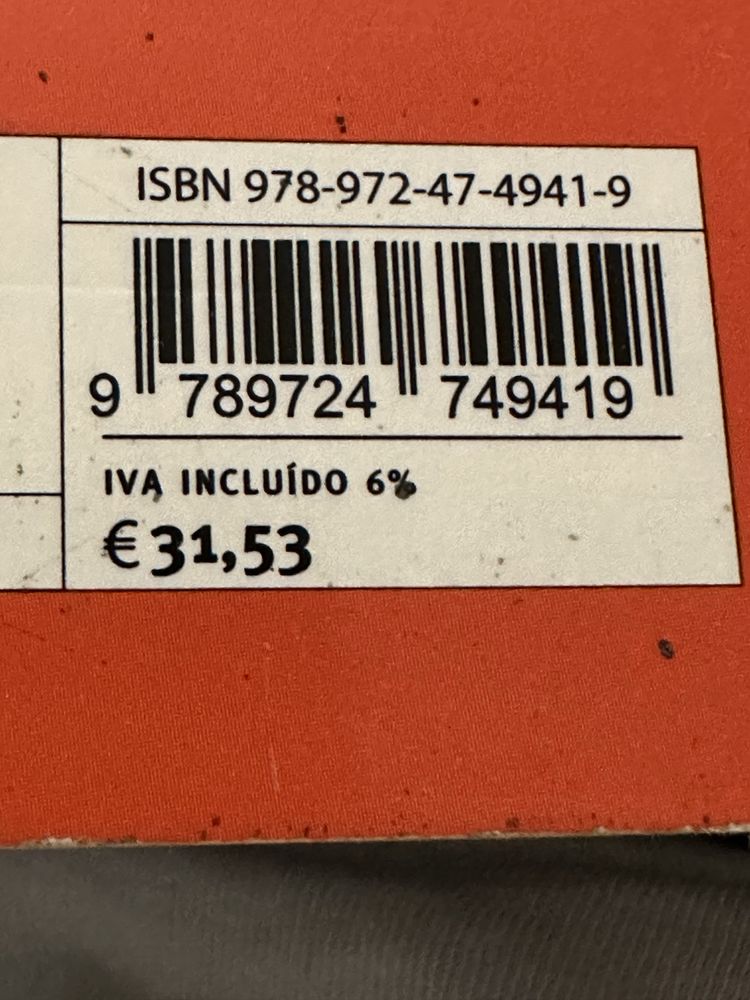 ISBN 978-972-47-4941-9
9 789724 749419
IVA INCLUÍDO 6%
€31,53